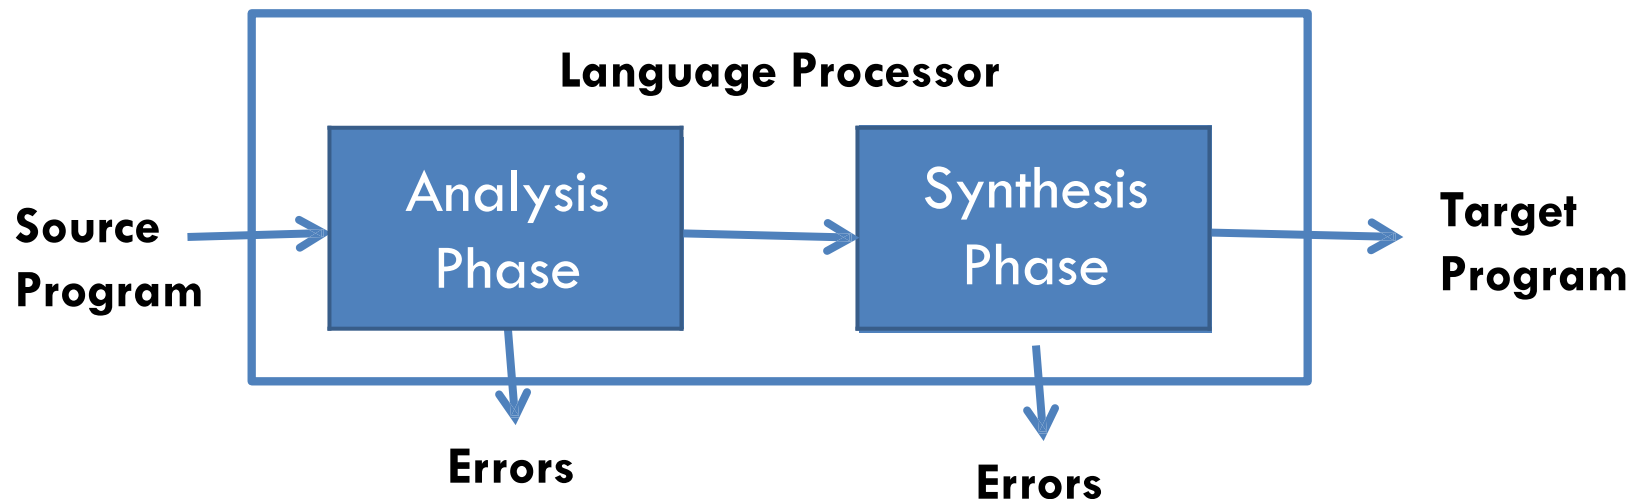 Language Processor
Source
Program
Analysis
Phase
Synthesis
Phase
Target
Program
Errors
Errors